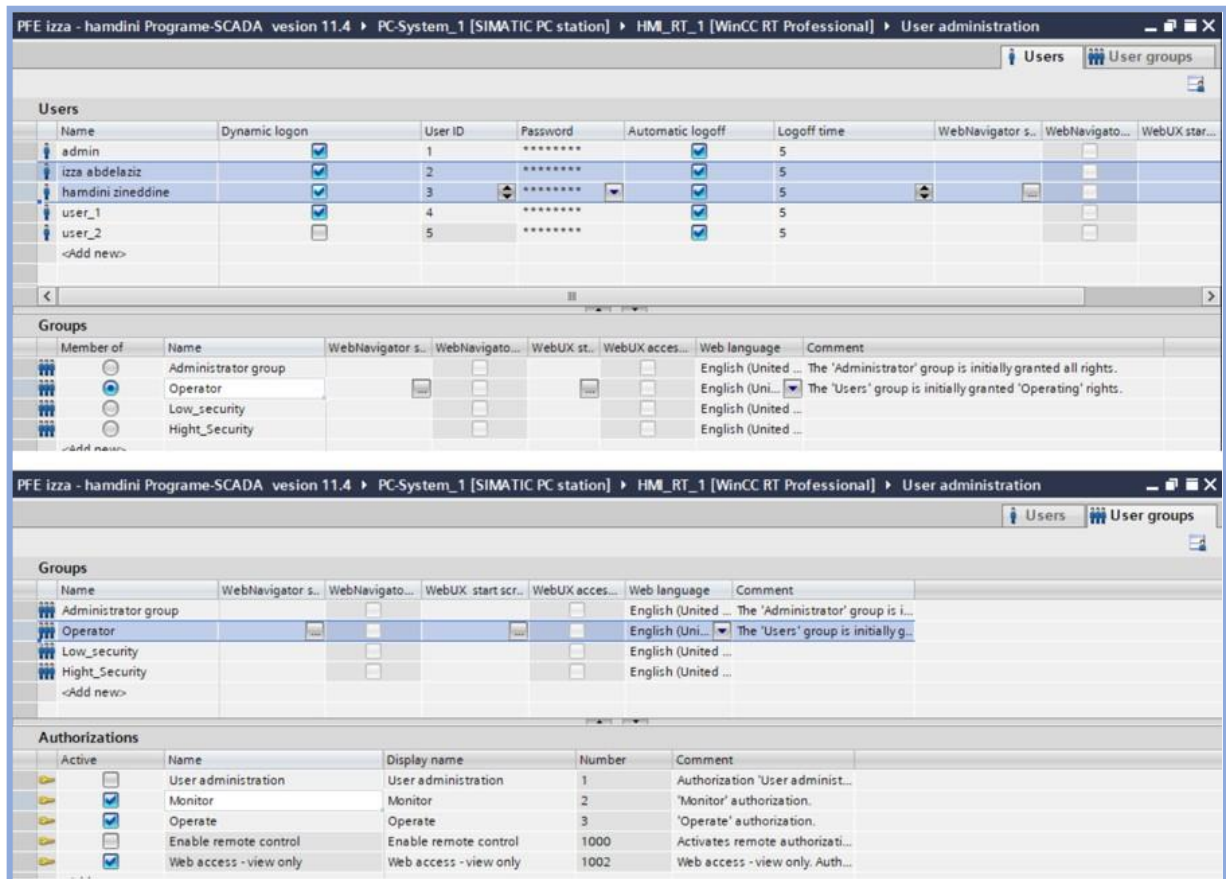 PFE izza - hamdini Programe-SCADA vesion 11.4 ▸ PC-System_1 [SIMATIC PC station] ▸ HMI_RT_1 [WinCC RT Professional] ▸ User administration
Users User groups
Users
Name Dynamic logon User ID Password Automatic logoff Logoff time WebNavigator s.. WebNavigato... WebUX star...
admin 1 ******** 5
izza abdelaziz 2 ******** 5
hamdini zineddine 3 ******** 5
user_1 4 ******** 5
user_2 5 ******** 5
<Add new>
Groups
Member of Name WebNavigator s.. WebNavigato... WebUX st.. WebUX acces... Web language Comment
Administrator group English (United ... The 'Administrator' group is initially granted all rights.
Operator English (Uni... The 'Users' group is initially granted 'Operating' rights.
Low_security English (United ...
Hight_Security English (United ...
<Add new>
PFE izza - hamdini Programe-SCADA vesion 11.4 ▸ PC-System_1 [SIMATIC PC station] ▸ HMI_RT_1 [WinCC RT Professional] ▸ User administration
Users User groups
Groups
Name WebNavigator s.. WebNavigato... WebUX start scr.. WebUX acces... Web language Comment
Administrator group English (United ... The 'Administrator' group is i...
Operator English (Uni... The 'Users' group is initially g..
Low_security English (United ...
Hight_Security English (United ...
<Add new>
Authorizations
Active Name Display name Number Comment
User administration User administration 1 Authorization 'User administ...
Monitor Monitor 2 'Monitor' authorization.
Operate Operate 3 'Operate' authorization.
Enable remote control Enable remote control 1000 Activates remote authorizati...
Web access - view only Web access - view only 1002 Web access - view only. Auth...